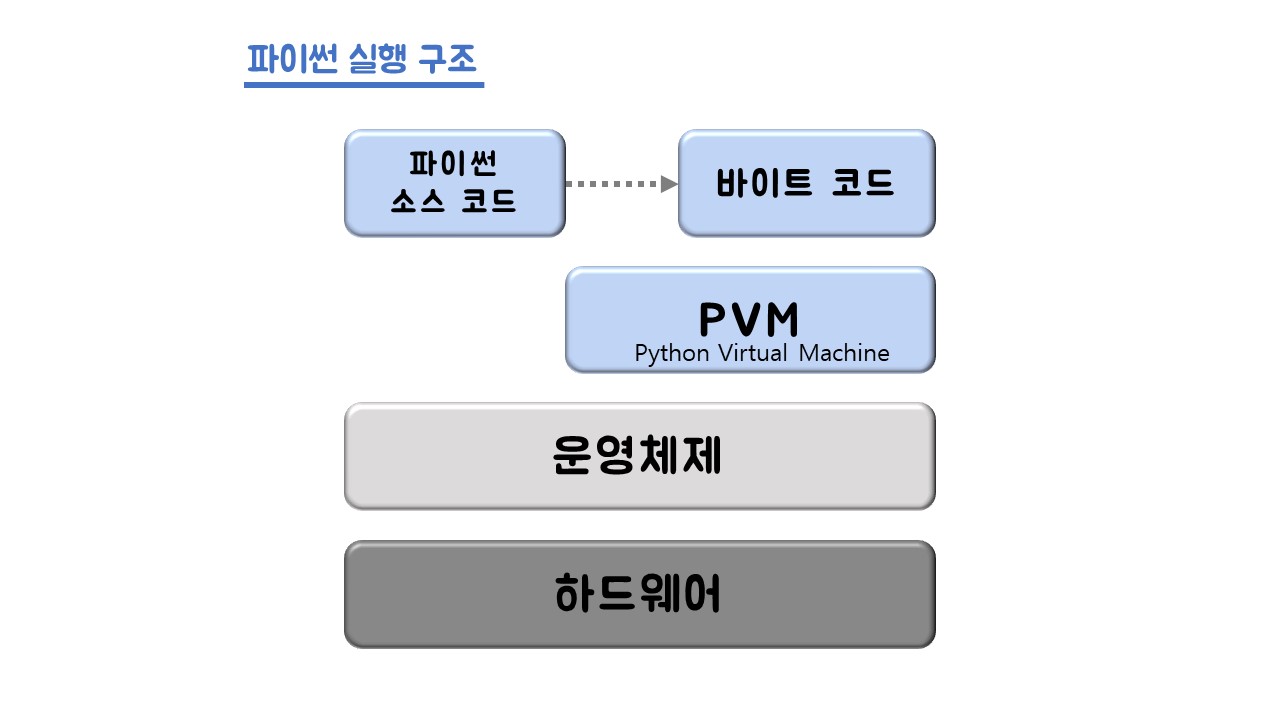 파이썬 실행 구조
파이썬
소스 코드
바이트 코드
PVM
Python Virtual Machine
운영체제
하드웨어